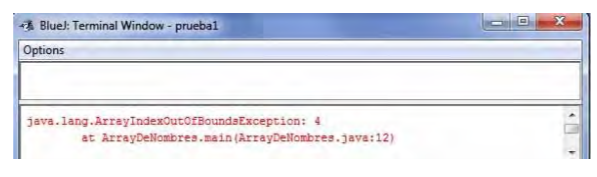 BlueJ: Terminal Window - prueba1
Options
java.lang.ArrayIndexOutOfBoundsException: 4
at ArrayDeNombres.main(ArrayDeNombres.java:12)